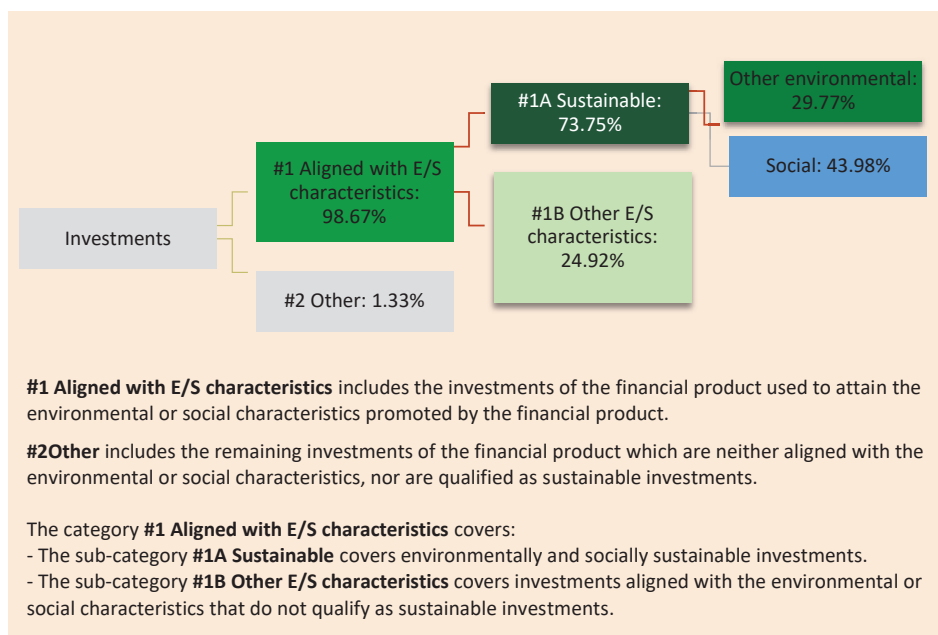 Other environmental:
29.77%
#1A Sustainable:
73.75%
Social: 43.98%
#1 Aligned with E/S
characteristics:
98.67%
#1B Other E/S
characteristics:
24.92%
Investments
#2 Other: 1.33%
#1 Aligned with E/S characteristics includes the investments of the financial product used to attain the
environmental or social characteristics promoted by the financial product.
#2Other includes the remaining investments of the financial product which are neither aligned with the
environmental or social characteristics, nor are qualified as sustainable investments.
The category #1 Aligned with E/S characteristics covers:
- The sub-category #1A Sustainable covers environmentally and socially sustainable investments.
- The sub-category #1B Other E/S characteristics covers investments aligned with the environmental or
social characteristics that do not qualify as sustainable investments.